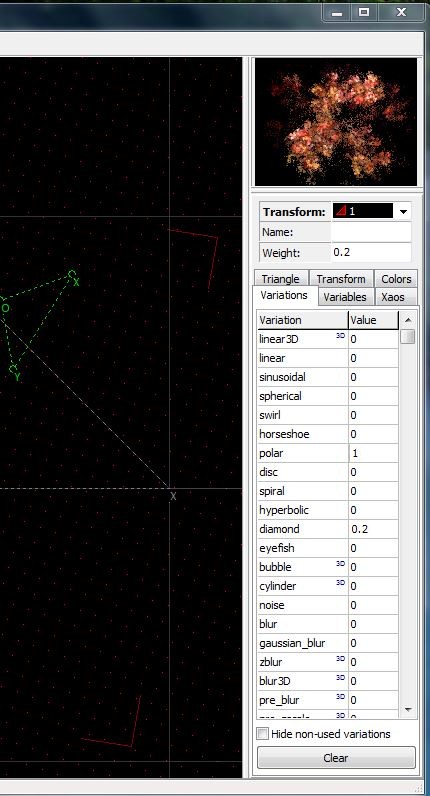 Transform: 1
Name:
Weight: 0.2
Triangle Transform Colors
Variations Variables Xaos
Variation Value
linear3D 3D 0
linear 0
sinusoidal 0
spherical 0
swirl 0
horseshoe 0
polar 1
disc 0
spiral 0
hyperbolic 0
diamond 0.2
eyefish 0
bubble 3D 0
cylinder 3D 0
noise 0
blur 0
gaussian_blur 0
zblur 3D 0
blur3D 3D 0
pre_blur 3D 0
Hide non-used variations
Clear
X
O
Y
X